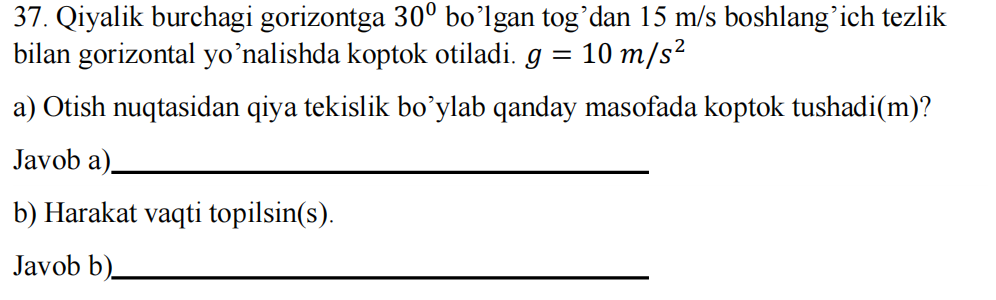 37. Qiyalik burchagi gorizontga 30⁰ bo’lgan tog’dan 15 m/s boshlang’ich tezlik
bilan gorizontal yo’nalishda koptok otiladi. g = 10 m/s²
a) Otish nuqtasidan qiya tekislik bo’ylab qanday masofada koptok tushadi(m)?
Javob a)
b) Harakat vaqti topilsin(s).
Javob b)